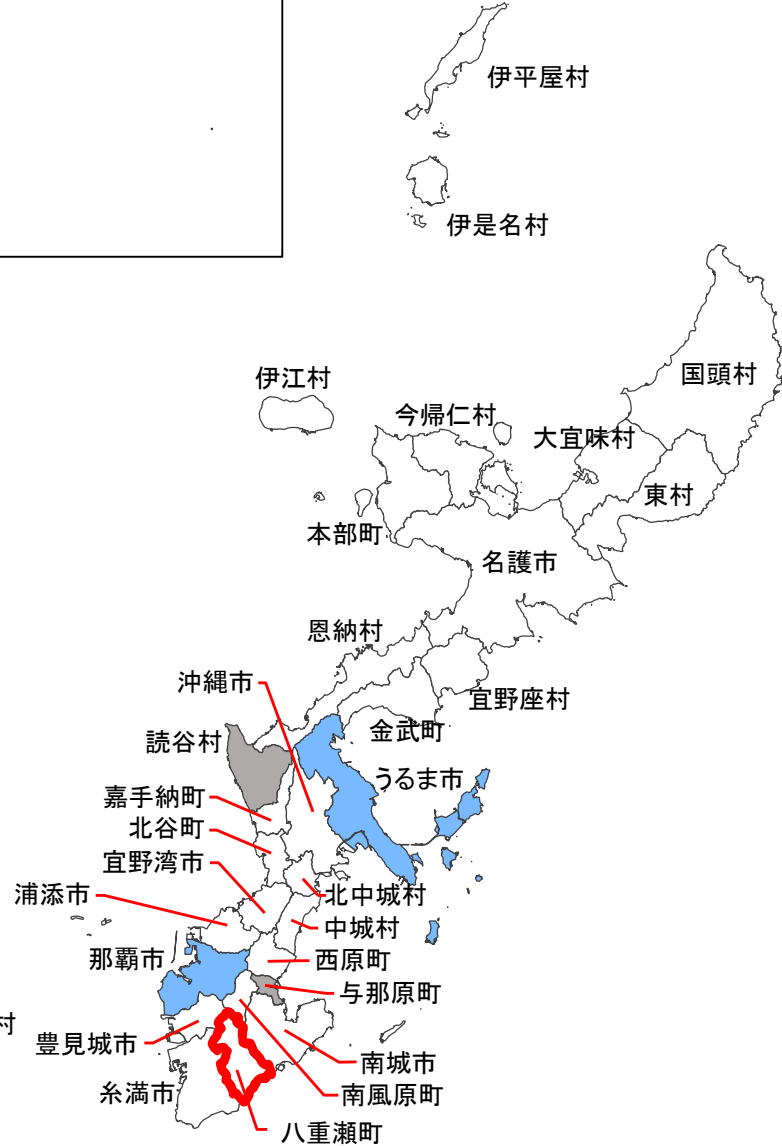 伊平屋村
伊是名村
国頭村
伊江村
今帰仁村
大宜味村
東村
本部町
名護市
恩納村
沖縄市
宜野座村
金武町
読谷村
うるま市
嘉手納町
北谷町
宜野湾市
浦添市
北中城村
中城村
那覇市
西原町
与那原町
村
豊見城市
南城市
糸満市
南風原町
八重瀬町